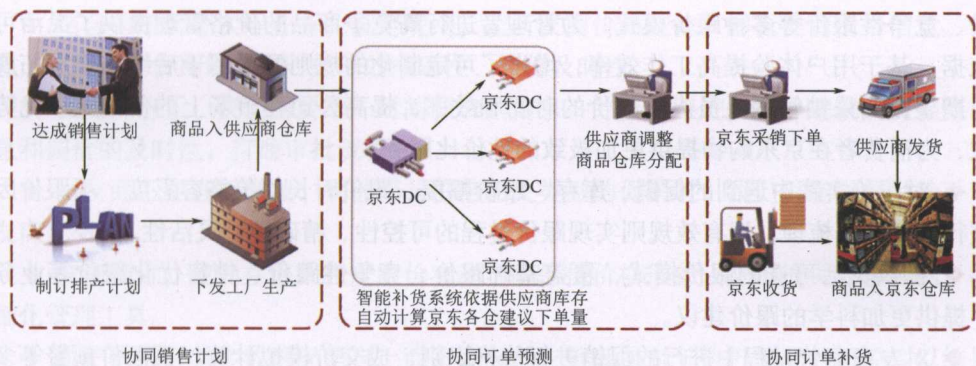 达成销售计划
商品入供应商仓库
PLAN
制订排产计划
下发工厂生产
协同销售计划
京东DC
京东DC
京东DC
京东DC
供应商调整
商品仓库分配
智能补货系统依据供应商库存
自动计算京东各仓建议下单量
协同订单预测
京东采销下单
供应商发货
京东收货
商品入京东仓库
协同订单补货